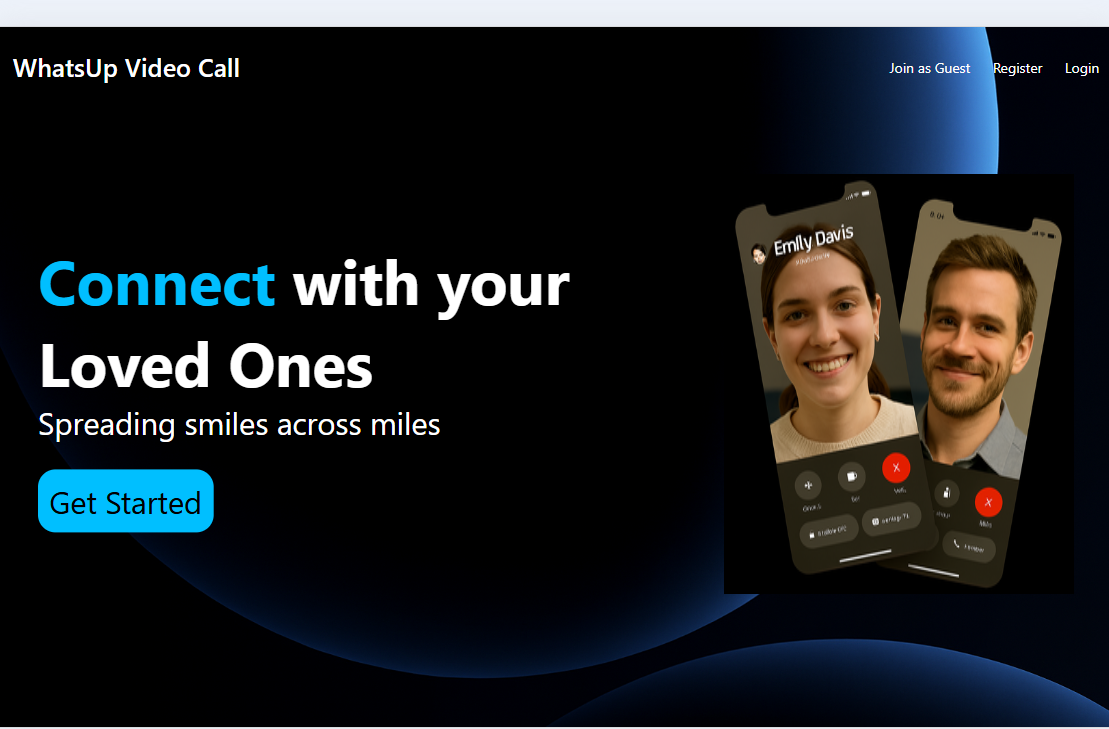 WhatsUp Video Call
Join as Guest Register Login
Connect with your
Loved Ones
Spreading smiles across miles
Get Started
Emily Davis